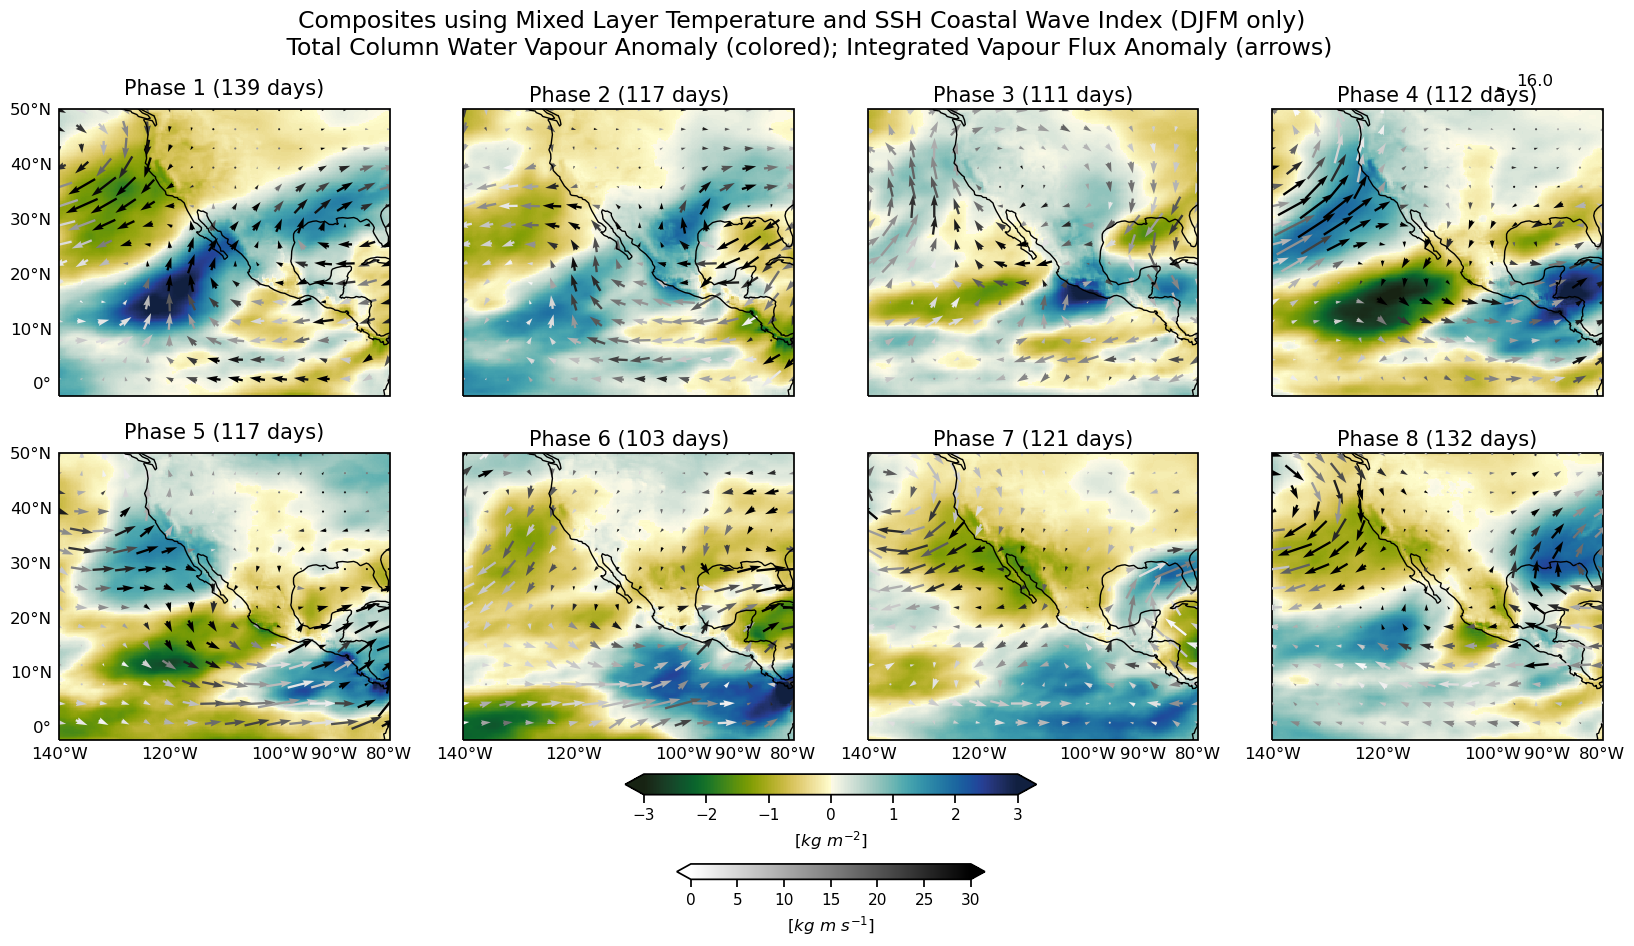 Composites using Mixed Layer Temperature and SSH Coastal Wave Index (DJFM only)
Total Column Water Vapour Anomaly (colored); Integrated Vapour Flux Anomaly (arrows)
Phase 1 (139 days)
Phase 2 (117 days)
Phase 3 (111 days)
Phase 4 (112 days)
16.0
50°N
40°N
30°N
20°N
10°N
0°
Phase 5 (117 days)
Phase 6 (103 days)
Phase 7 (121 days)
Phase 8 (132 days)
50°N
40°N
30°N
20°N
10°N
0°
140°W 120°W 100°W 90°W 80°W
140°W 120°W 100°W 90°W 80°W
140°W 120°W 100°W 90°W 80°W
140°W 120°W 100°W 90°W 80°W
−3 −2 −1 0 1 2 3
[kg m⁻²]
0 5 10 15 20 25 30
[kg m s⁻¹]